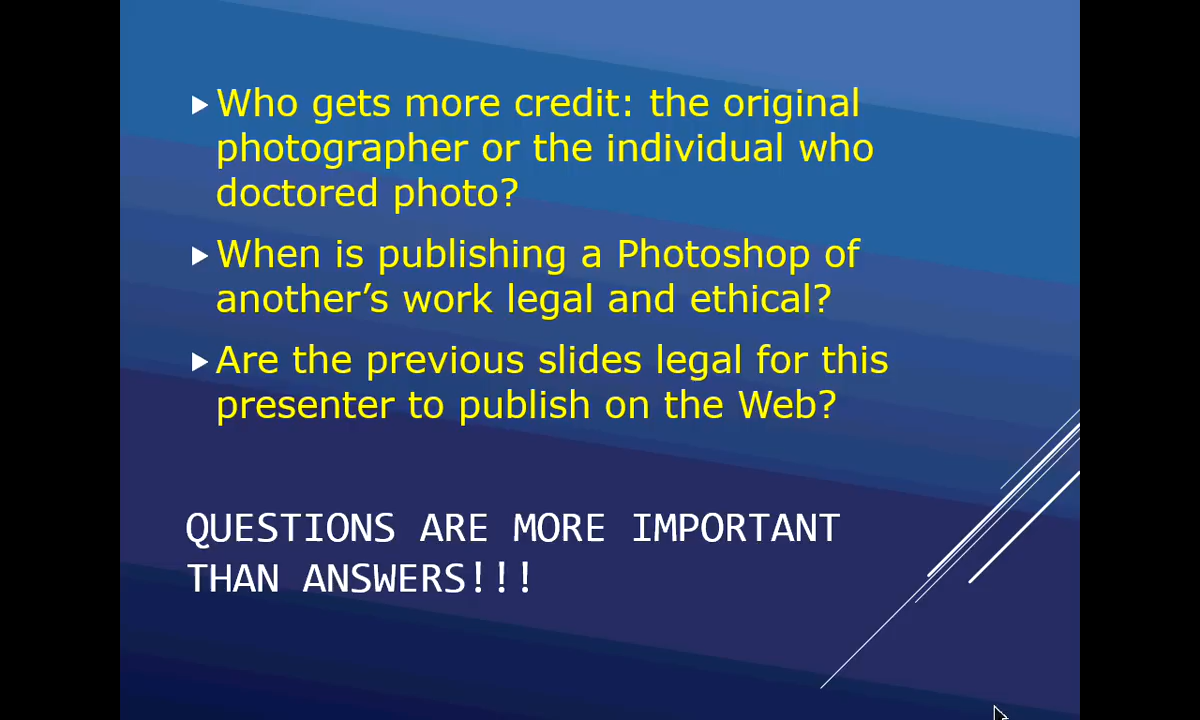 Who gets more credit: the original
photographer or the individual who
doctored photo?
When is publishing a Photoshop of
another’s work legal and ethical?
Are the previous slides legal for this
presenter to publish on the Web?
QUESTIONS ARE MORE IMPORTANT
THAN ANSWERS!!!